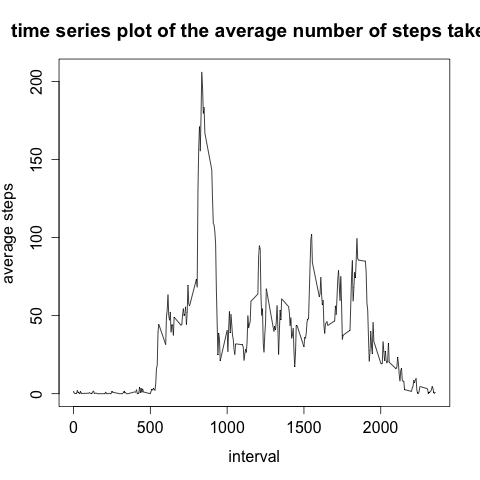 time series plot of the average number of steps take
200
150
100
50
0
average steps
0 500 1000 1500 2000
interval